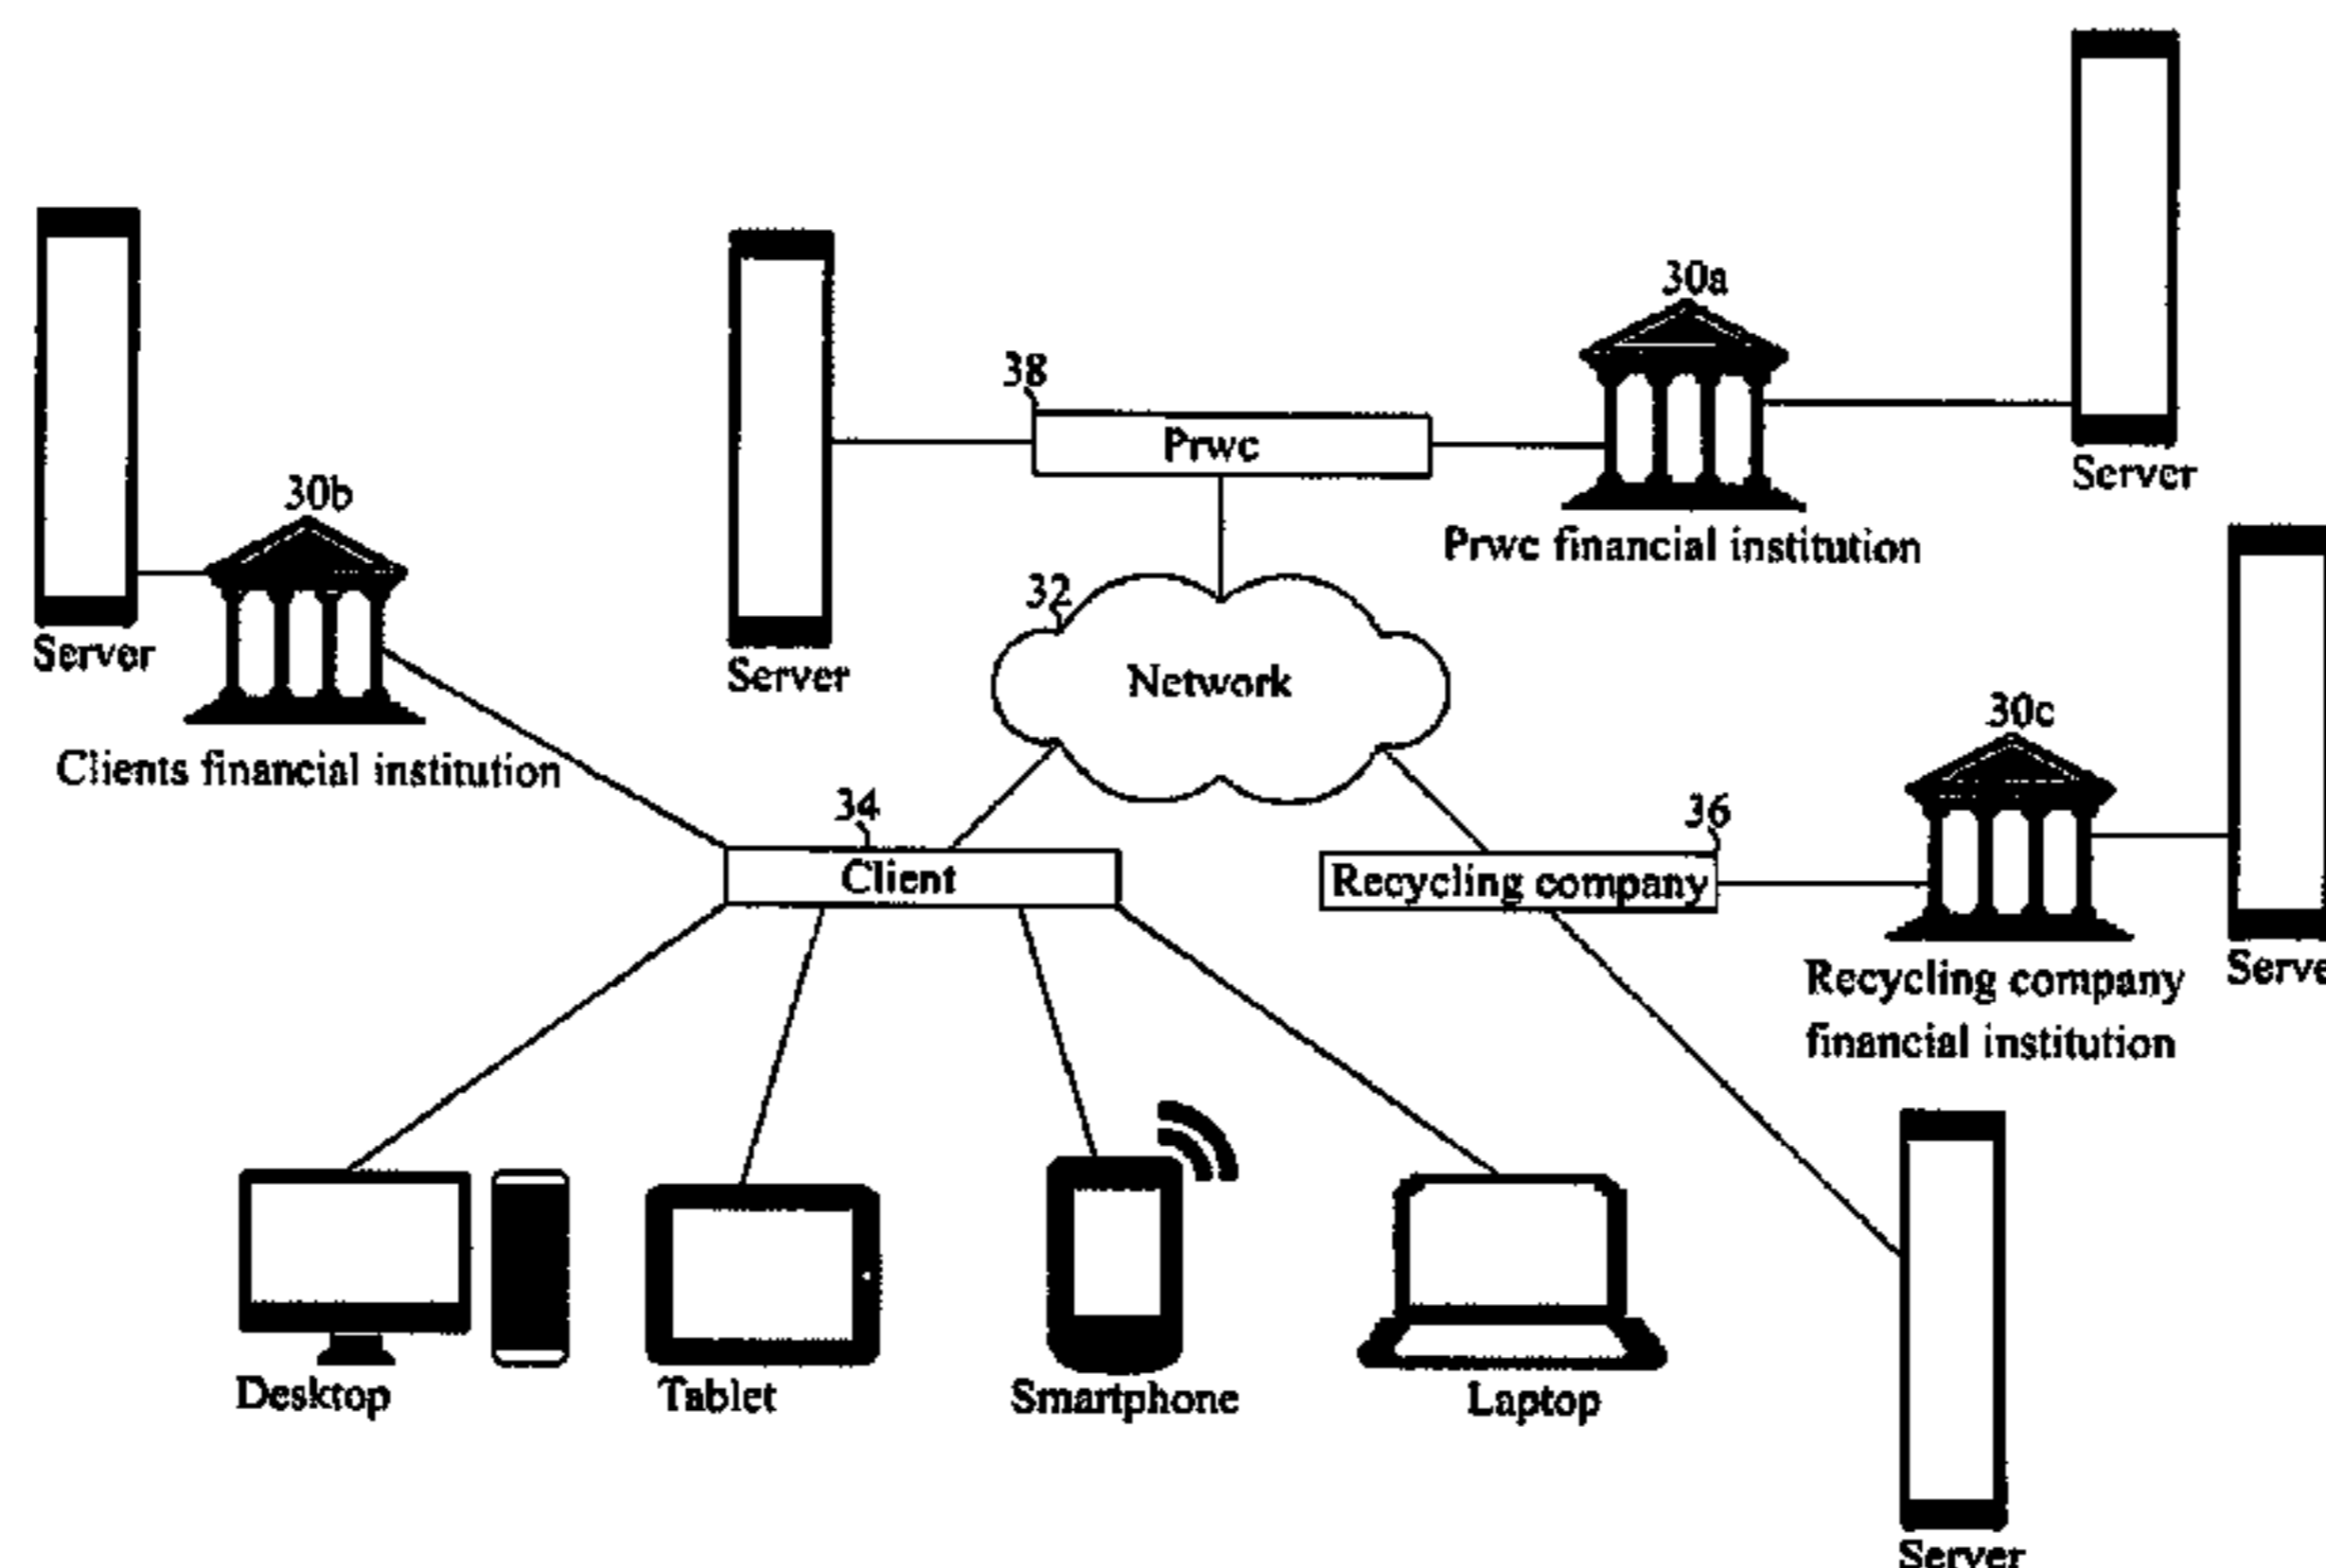 30a
38
Prwc
Server
30b
Prwc financial institution
32
Server
Server
Network
30c
Clients financial institution
34
36
Client
Recycling company
Recycling company
financial institution
Serve
Desktop
Tablet
Smartphone
Laptop
Server